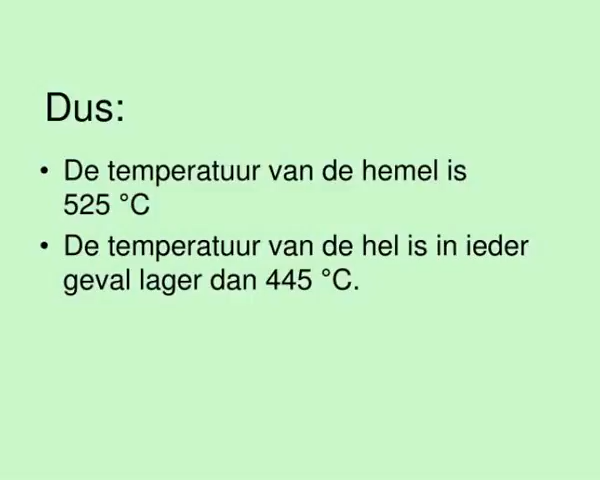 Dus:
• De temperatuur van de hemel is
525 °C
• De temperatuur van de hel is in ieder
geval lager dan 445 °C.